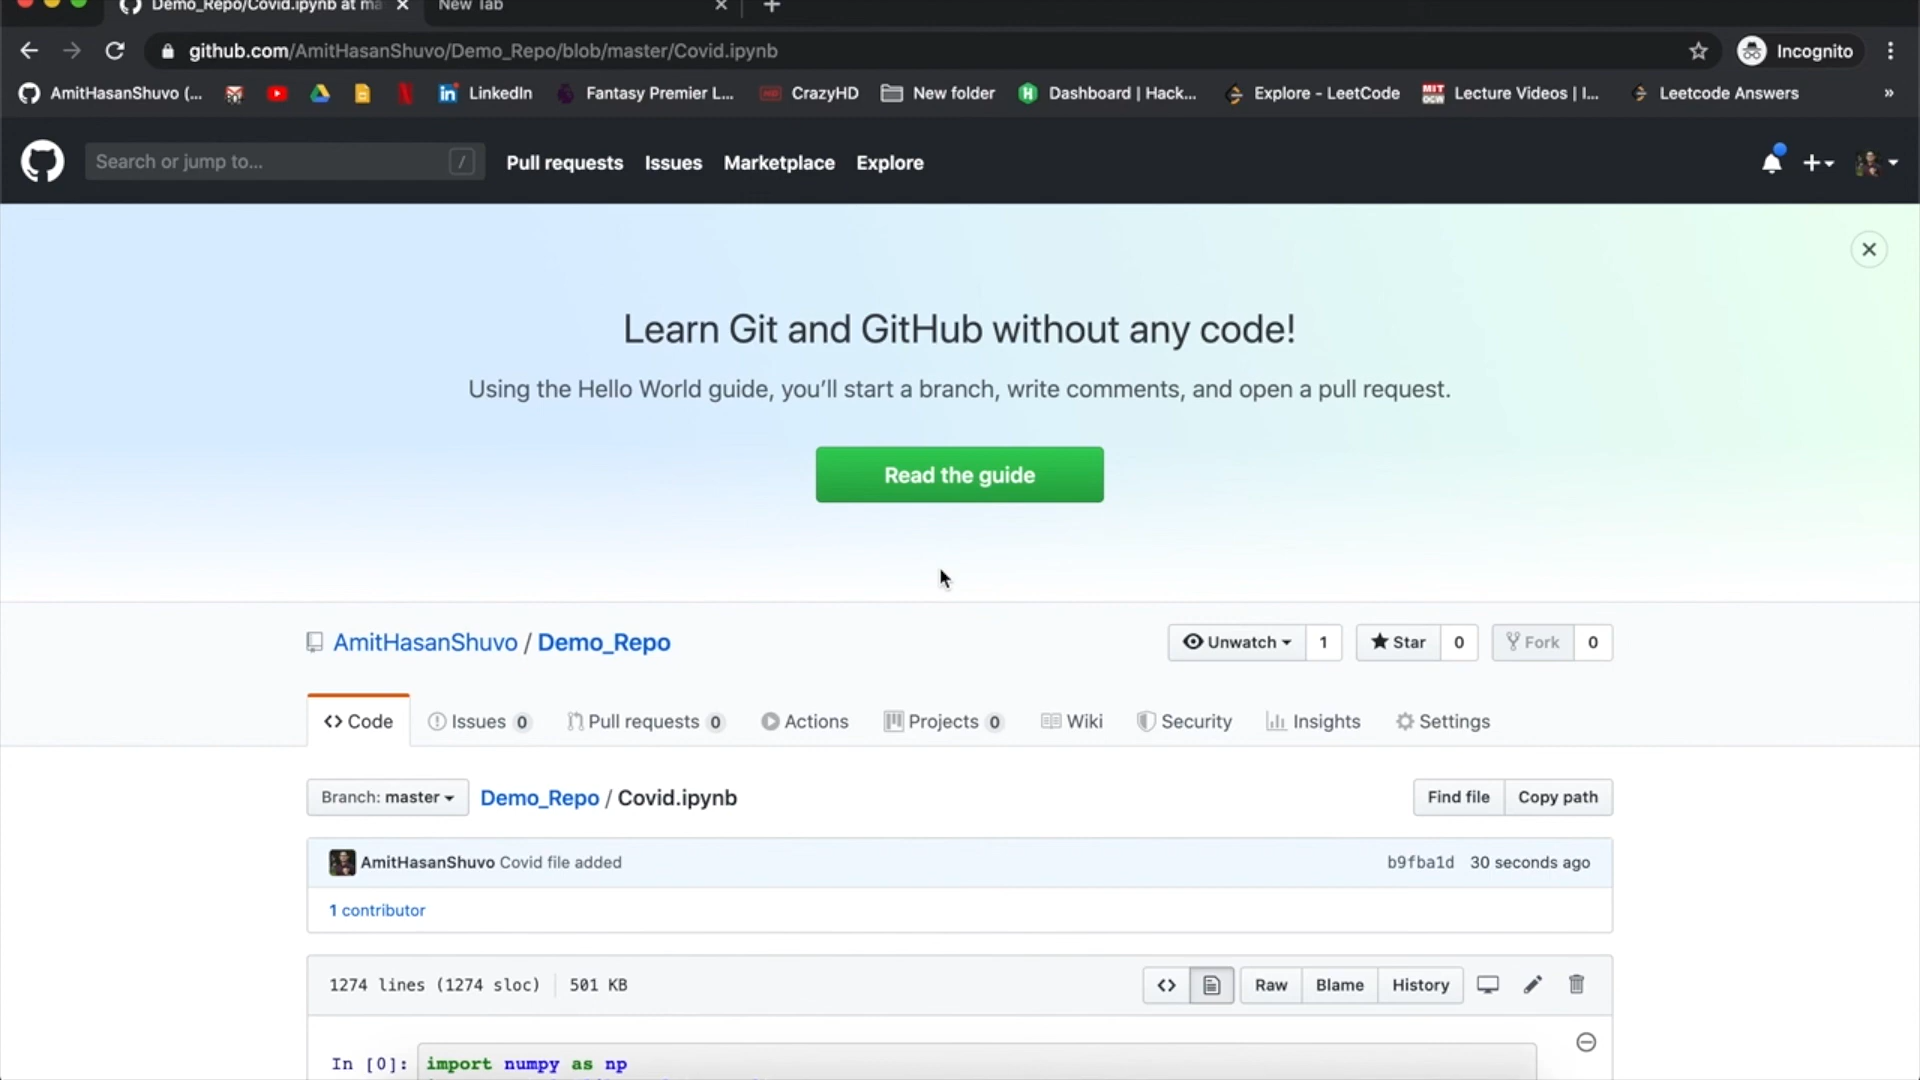 Demo_Repo/Covid.ipynb at ma
New Tab
github.com/AmitHasanShuvo/Demo_Repo/blob/master/Covid.ipynb
Incognito
AmitHasanShuvo (...
LinkedIn
Fantasy Premier L...
CrazyHD
New folder
Dashboard | Hack...
Explore - LeetCode
MIT OCW
Lecture Videos | I...
Leetcode Answers
»
Search or jump to...
/
Pull requests
Issues
Marketplace
Explore
Learn Git and GitHub without any code!
Using the Hello World guide, you’ll start a branch, write comments, and open a pull request.
Read the guide
AmitHasanShuvo / Demo_Repo
Unwatch 1
Star 0
Fork 0
<> Code
Issues 0
Pull requests 0
Actions
Projects 0
Wiki
Security
Insights
Settings
Branch: master
Demo_Repo / Covid.ipynb
Find file
Copy path
AmitHasanShuvo Covid file added
b9fba1d 30 seconds ago
1 contributor
1274 lines (1274 sloc)
501 KB
<>
Raw
Blame
History
In [0]: import numpy as np